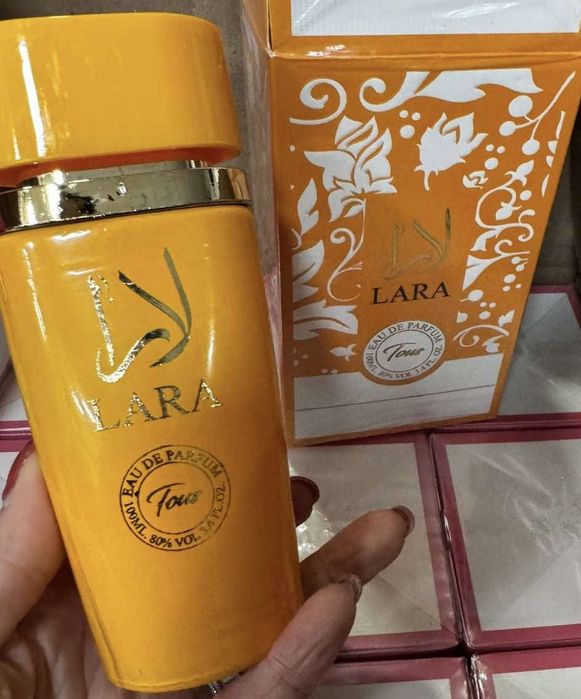 لارا
LARA
EAU DE PARFUM
Tous
100ML. 80% VOL 3.4 FL.OZ.
لارا
LARA
EAU DE PARFUM
Tous
100ML 80% VOL 3.4 FL. OZ.